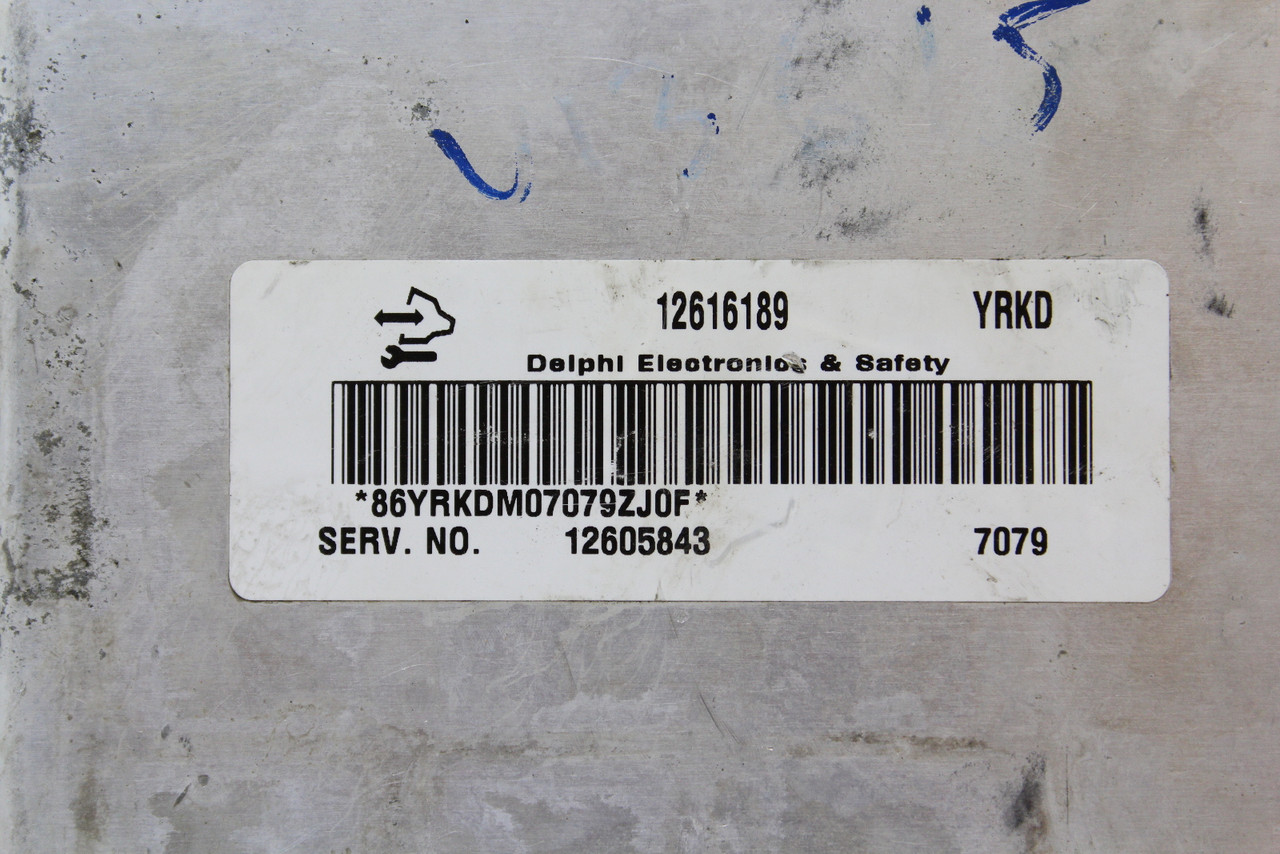 12616189 YRKD
Delphi Electronics & Safety
*86YRKDM07079ZJ0F*
SERV. NO. 12605843 7079